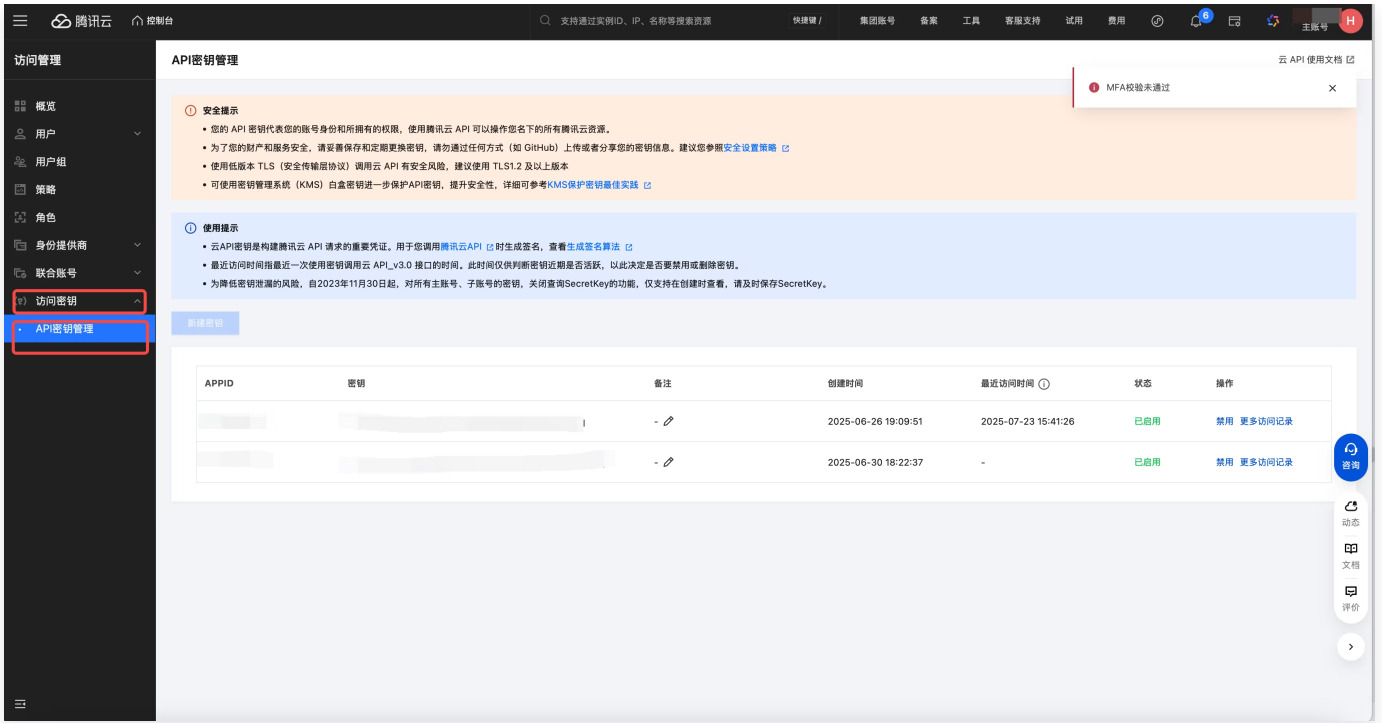 腾讯云 控制台 支持通过实例ID、IP、名称等搜索资源 快捷键 / 集团账号 备案 工具 客服支持 试用 费用 6 主账号 H
访问管理
API密钥管理
云 API 使用文档
MFA校验未通过
概览
用户
用户组
策略
角色
身份提供商
联合账号
访问密钥
API密钥管理
安全提示
• 您的 API 密钥代表您的账号身份和所拥有的权限，使用腾讯云 API 可以操作您名下的所有腾讯云资源。
• 为了您的财产和服务安全，请妥善保存和定期更换密钥，请勿通过任何方式（如 GitHub）上传或者分享您的密钥信息。建议您参照安全设置策略
• 使用低版本 TLS（安全传输层协议）调用云 API 有安全风险，建议使用 TLS1.2 及以上版本
• 可使用密钥管理系统（KMS）白盒密钥进一步保护API密钥，提升安全性，详细可参考KMS保护密钥最佳实践
使用提示
• 云API密钥是构建腾讯云 API 请求的重要凭证。用于您调用腾讯云API 时生成签名，查看生成签名算法
• 最近访问时间指最近一次使用密钥调用云 API_v3.0 接口的时间。此时间仅供判断密钥近期是否活跃，以此决定是否要禁用或删除密钥。
• 为降低密钥泄漏的风险，自2023年11月30日起，对所有主账号、子账号的密钥，关闭查询SecretKey的功能，仅支持在创建时查看，请及时保存SecretKey。
新建密钥
APPID 密钥 备注 创建时间 最近访问时间 状态 操作
- 2025-06-26 19:09:51 2025-07-23 15:41:26 已启用 禁用 更多访问记录
- 2025-06-30 18:22:37 - 已启用 禁用 更多访问记录
咨询
动态
文档
评价